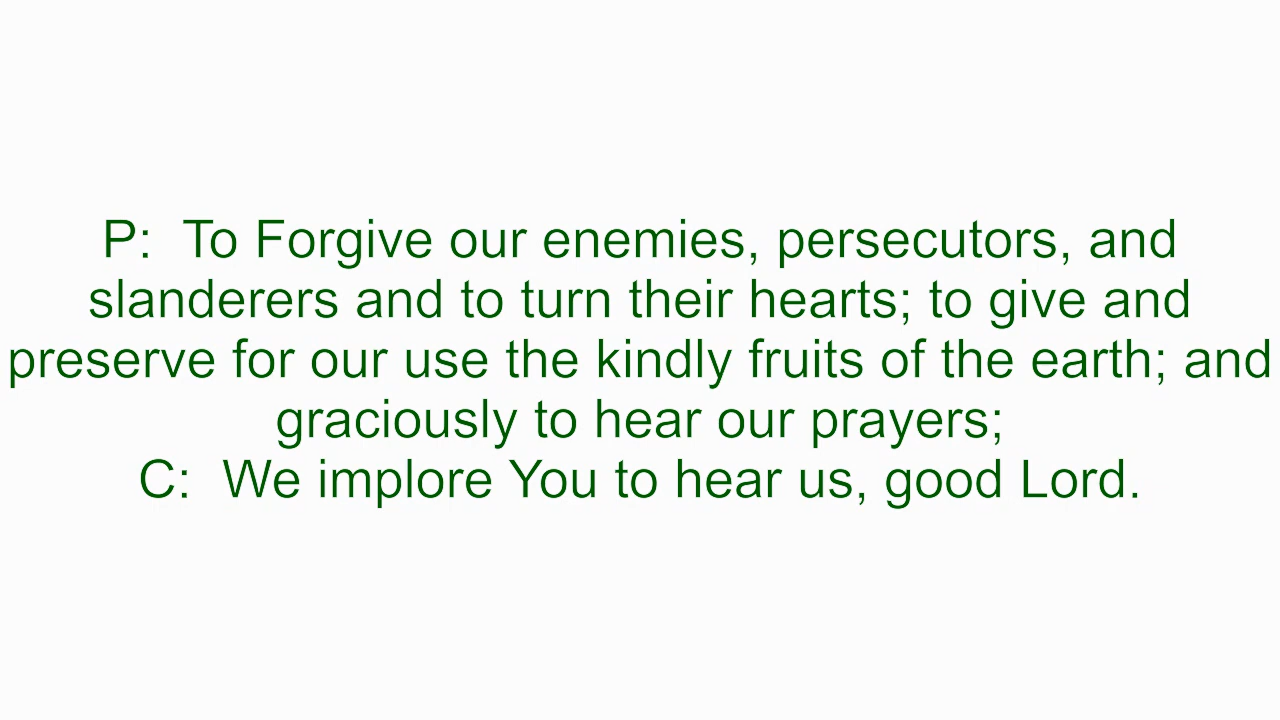 P:  To Forgive our enemies, persecutors, and
slanderers and to turn their hearts; to give and
preserve for our use the kindly fruits of the earth; and
graciously to hear our prayers;
C:  We implore You to hear us, good Lord.